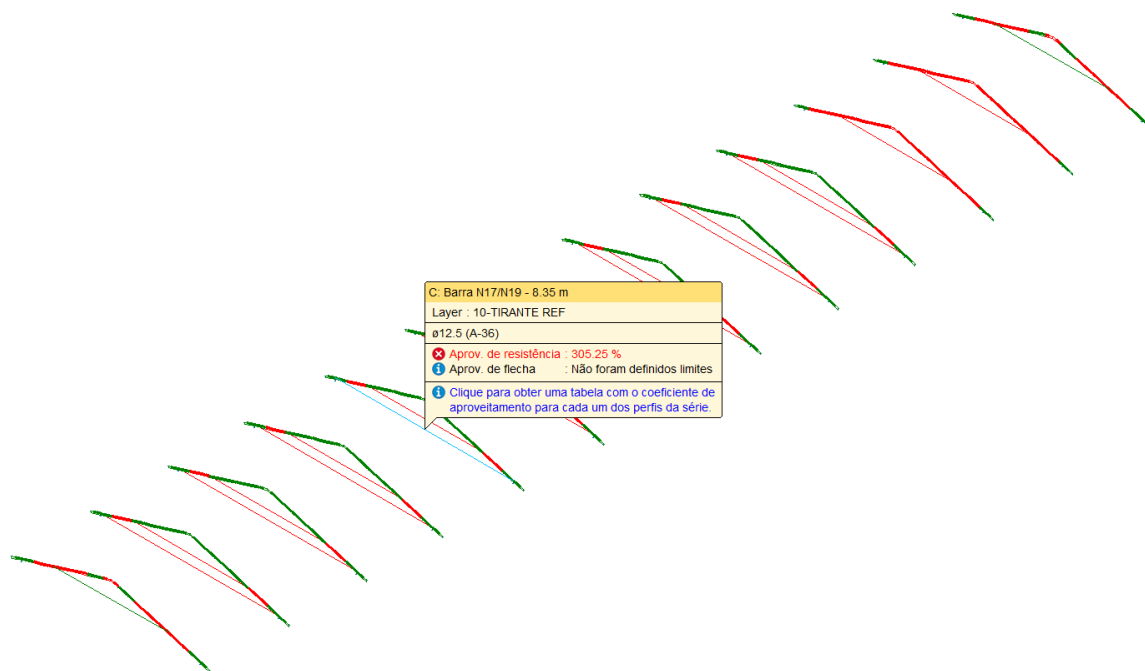 C: Barra N17/N19 - 8.35 m
Layer : 10-TIRANTE REF
ø12.5 (A-36)
Aprov. de resistência : 305.25 %
Aprov. de flecha : Não foram definidos limites
Clique para obter uma tabela com o coeficiente de
aproveitamento para cada um dos perfis da série.